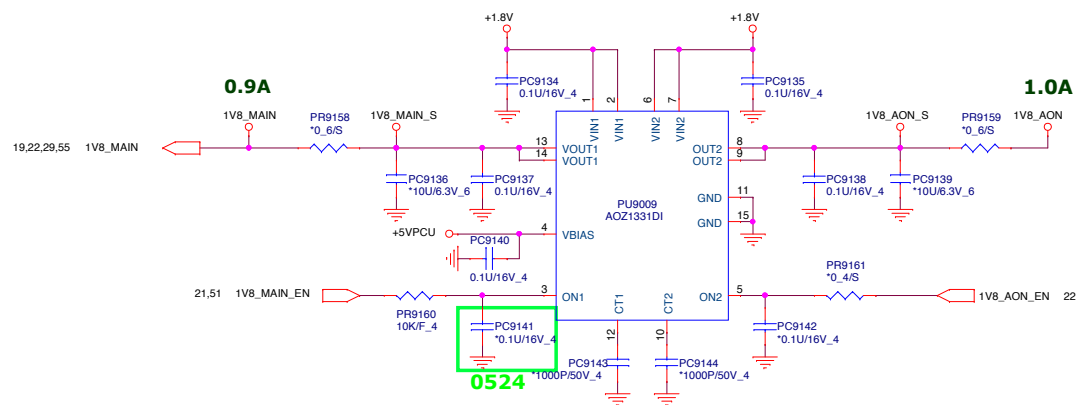 +1.8V
+1.8V
PC9134
0.1U/16V_4
PC9135
0.1U/16V_4
0.9A
1.0A
1V8_MAIN
PR9158
*0_6/S
1V8_MAIN_S
1
2
6
7
VIN1
VIN1
VIN2
VIN2
1V8_AON_S
PR9159
*0_6/S
1V8_AON
19,22,29,55 1V8_MAIN
13
VOUT1
14
VOUT1
8
OUT2
9
OUT2
PC9136
*10U/6.3V_6
PC9137
0.1U/16V_4
PC9138
0.1U/16V_4
PC9139
*10U/6.3V_6
PU9009
AOZ1331DI
11
GND
15
GND
+5VPCU
4
VBIAS
PC9140
0.1U/16V_4
PR9161
*0_4/S
21,51 1V8_MAIN_EN
3
ON1
5
ON2
1V8_AON_EN 22
CT1
CT2
PR9160
10K/F_4
PC9141
*0.1U/16V_4
PC9142
*0.1U/16V_4
12
10
PC9143
*1000P/50V_4
PC9144
*1000P/50V_4
0524